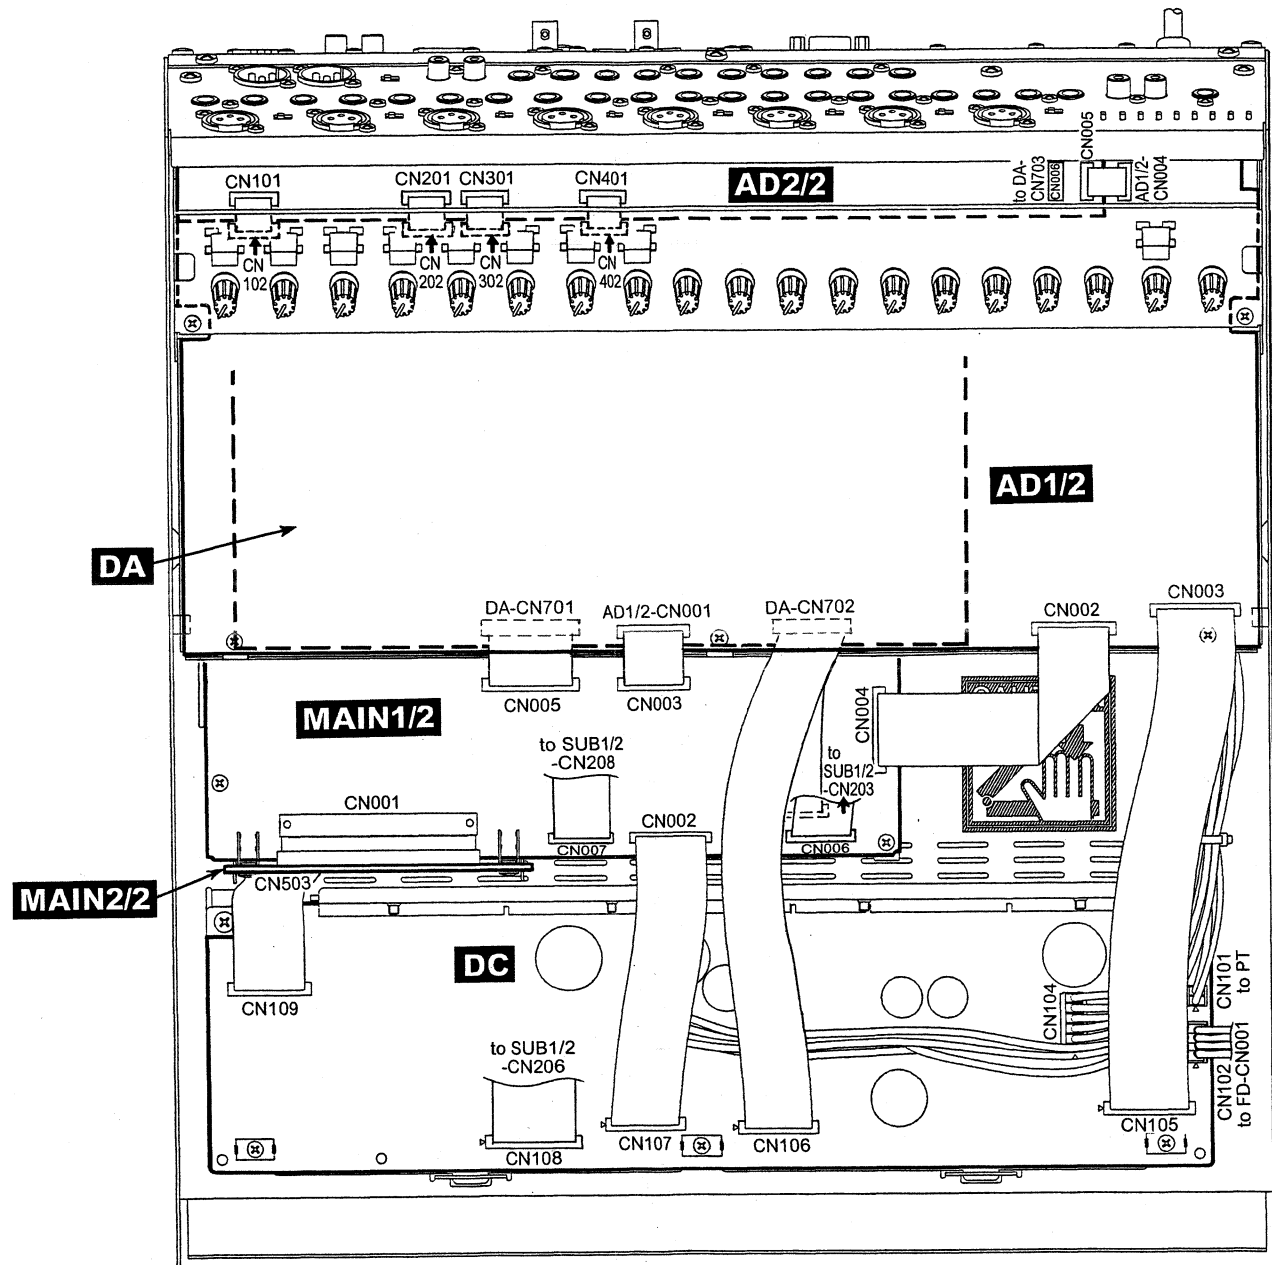 CN005
to DA-
CN703
CN006
AD1/2-
CN004
CN101
CN201
CN301
CN401
AD2/2
CN
102
CN
202
CN
302
CN
402
AD1/2
DA
DA-CN701
AD1/2-CN001
DA-CN702
CN002
CN003
CN005
CN003
CN004
MAIN1/2
to SUB1/2
-CN208
to
SUB1/2
-CN203
CN001
CN007
CN002
CN006
CN503
MAIN2/2
DC
CN109
CN104
CN101
to PT
CN102
to FD-CN001
to SUB1/2
-CN206
CN108
CN107
CN106
CN105